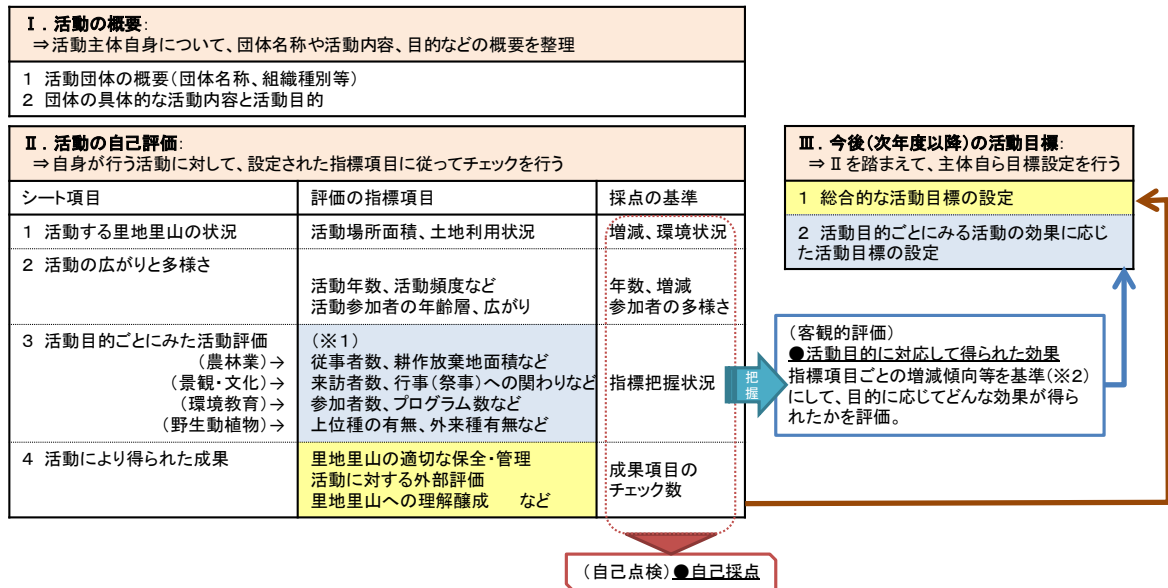 Ⅰ．活動の概要：
⇒活動主体自身について、団体名称や活動内容、目的などの概要を整理
１ 活動団体の概要（団体名称、組織種別等）
２ 団体の具体的な活動内容と活動目的
Ⅱ．活動の自己評価：
⇒自身が行う活動に対して、設定された指標項目に従ってチェックを行う
シート項目 評価の指標項目 採点の基準
１ 活動する里地里山の状況 活動場所面積、土地利用状況 増減、環境状況
２ 活動の広がりと多様さ
活動年数、活動頻度など 年数、増減
活動参加者の年齢層、広がり 参加者の多様さ
３ 活動目的ごとにみた活動評価 （※１）
（農林業）→ 従事者数、耕作放棄地面積など
（景観・文化）→ 来訪者数、行事（祭事）への関わりなど 指標把握状況
（環境教育）→ 参加者数、プログラム数など
（野生動植物）→ 上位種の有無、外来種有無など
４ 活動により得られた成果 里地里山の適切な保全・管理
活動に対する外部評価
里地里山への理解醸成 など
成果項目の
チェック数
把
握
（自己点検）●自己採点
Ⅲ．今後（次年度以降）の活動目標：
⇒Ⅱを踏まえて、主体自ら目標設定を行う
１ 総合的な活動目標の設定
２ 活動目的ごとにみる活動の効果に応じ
た活動目標の設定
（客観的評価）
●活動目的に対応して得られた効果
指標項目ごとの増減傾向等を基準（※２）
にして、目的に応じてどんな効果が得ら
れたかを評価。